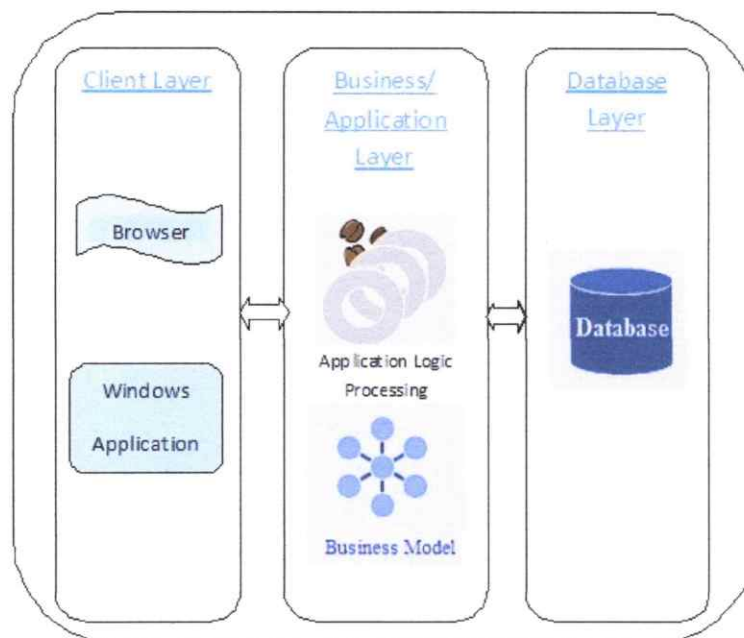 Client Layer
Browser
Windows
Application
Business/
Application
Layer
Application Logic
Processing
Business Model
Database
Layer
Database